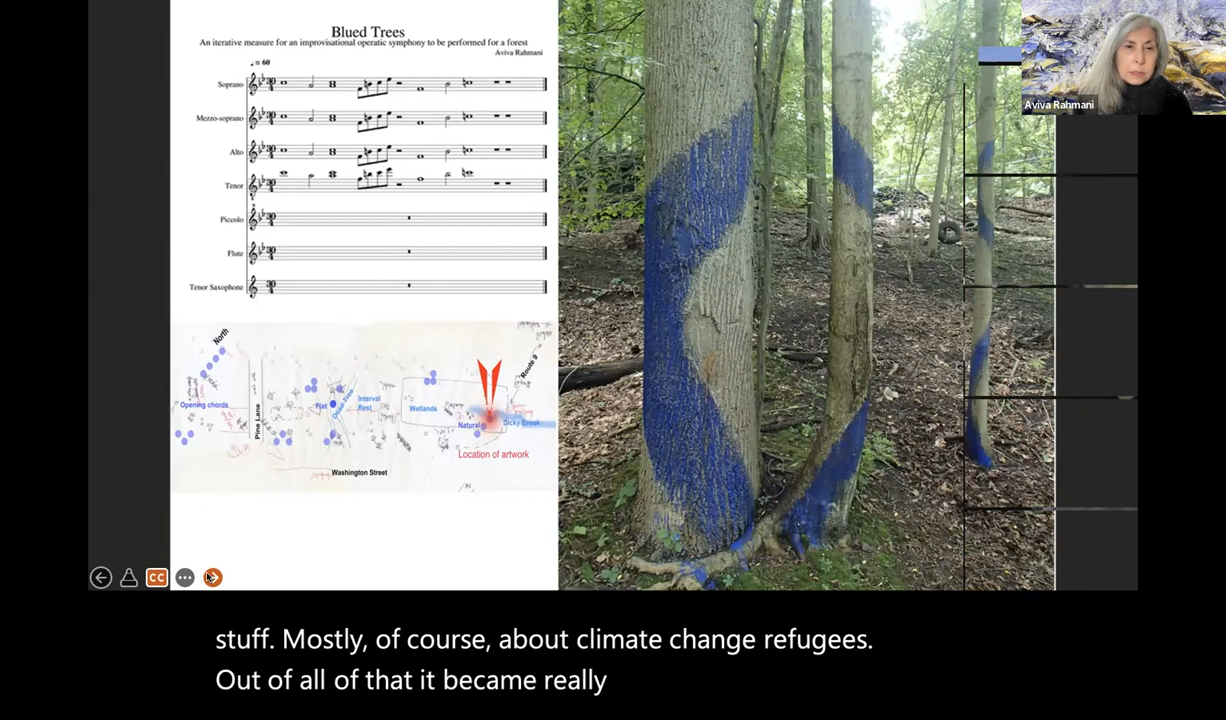 Blued Trees
An iterative measure for an improvisational operatic symphony to be performed for a forest
Aviva Rahmani
= 60
Soprano
Mezzo-soprano
Alto
Tenor
Piccolo
Flute
Tenor Saxophone
Aviva Rahmani
North
Route 9
Opening chords
Pine Lane
Flat
Dead Tree
Interval
Rest
Wetlands
Natural
Dicky Brook
Location of artwork
Washington Street
CC
stuff. Mostly, of course, about climate change refugees.
Out of all of that it became really